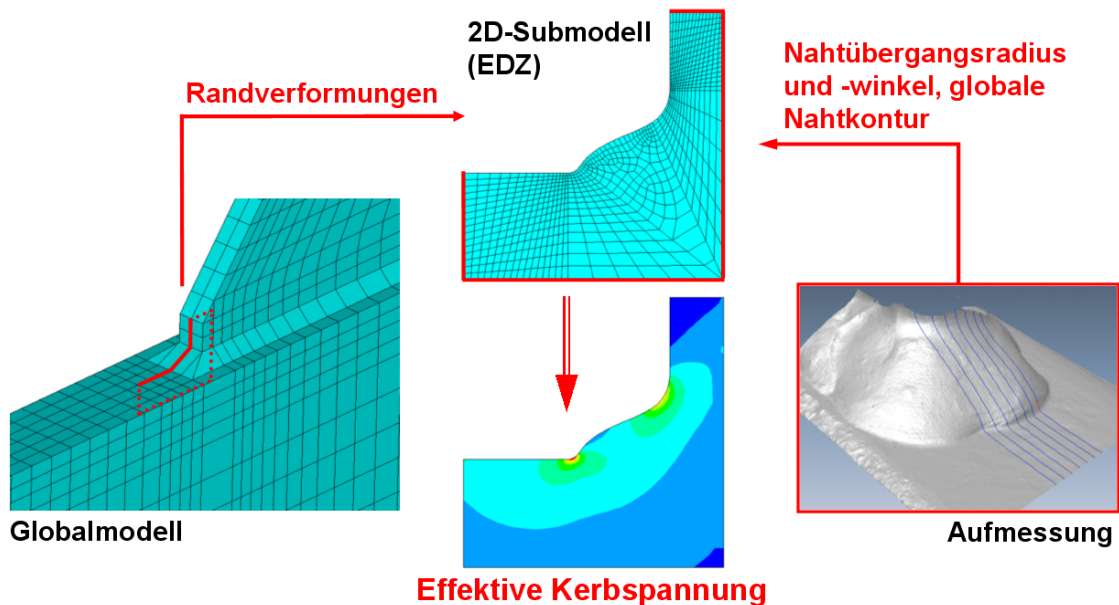 2D-Submodell
(EDZ)
Randverformungen
Nahtübergangsradius
und -winkel, globale
Nahtkontur
Globalmodell
Aufmessung
Effektive Kerbspannung